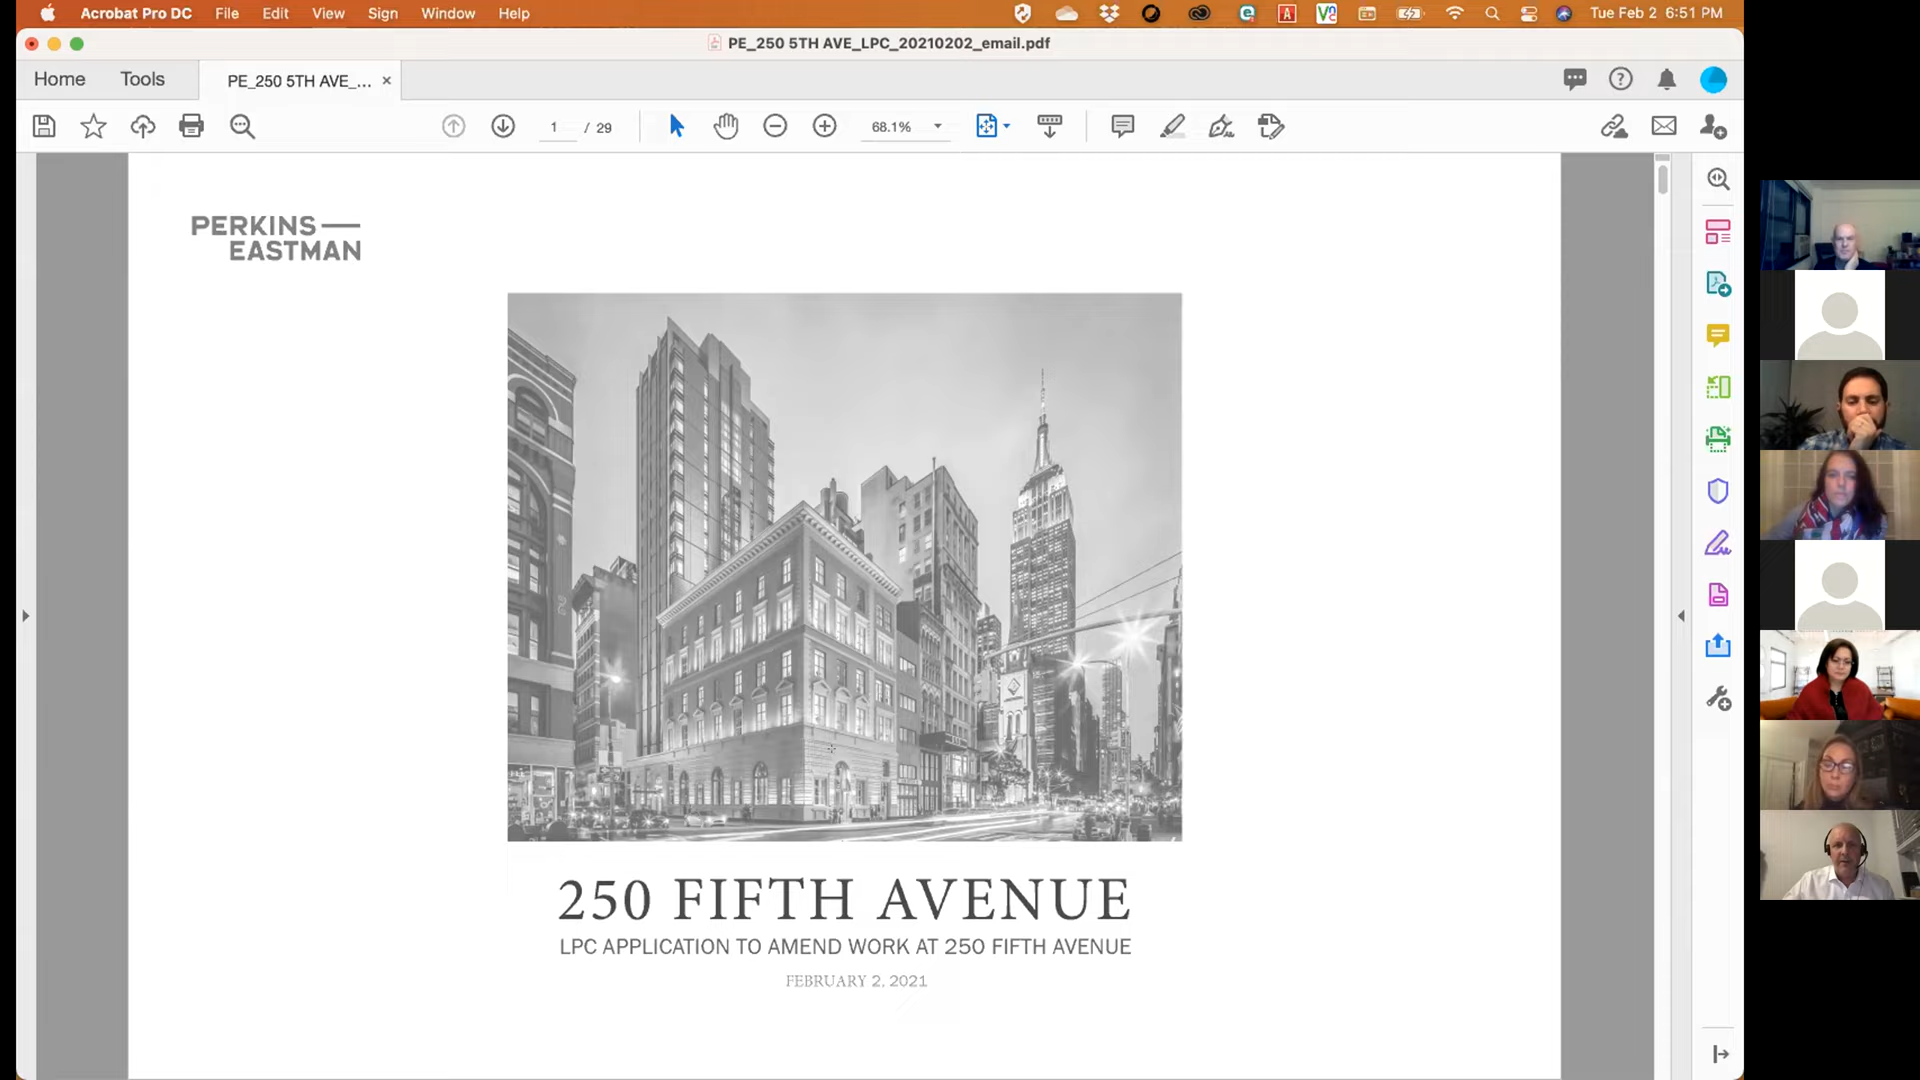 Acrobat Pro DC File Edit View Sign Window Help Tue Feb 2 6:51 PM
PE_250 5TH AVE_LPC_20210202_email.pdf
Home Tools PE_250 5TH AVE_... ×
1 / 29 68.1%
PERKINS—
EASTMAN
250 FIFTH AVENUE
LPC APPLICATION TO AMEND WORK AT 250 FIFTH AVENUE
FEBRUARY 2, 2021